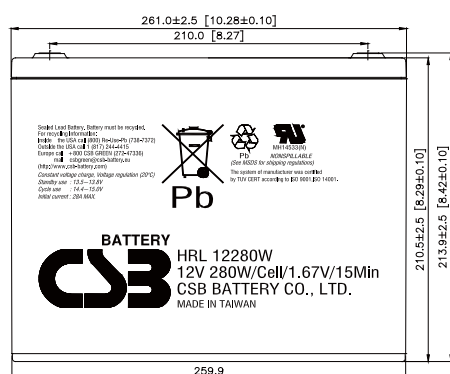 261.0±2.5 [10.28±0.10]
210.0 [8.27]
Sealed Lead Battery, Battery must be recycled.
For recycling information:
Inside the USA call (800) Re-Use-Pb (738-7372)
Outside the USA call 1 (817) 244-4415
Europe call +800 CSB GREEN (272-47336)
mail csbgreen@csb-battery.eu
(http://www.csb-battery.com)
Constant voltage charge, Voltage regulation (20°C)
Standby use : 13.5--13.8V
Cycle use : 14.4--15.0V
Initial current : 28A MAX.
Pb
Pb
(See MSDS for shipping regulations)
MH14533(N)
NONSPILLABLE
The system of manufacturer was certified
by TUV CERT according to ISO 9001,ISO 14001.
BATTERY
CSB
HRL 12280W
12V 280W/Cell/1.67V/15Min
CSB BATTERY CO., LTD.
MADE IN TAIWAN
210.5±2.5 [8.29±0.10]
213.9±2.5 [8.42±0.10]
259.9